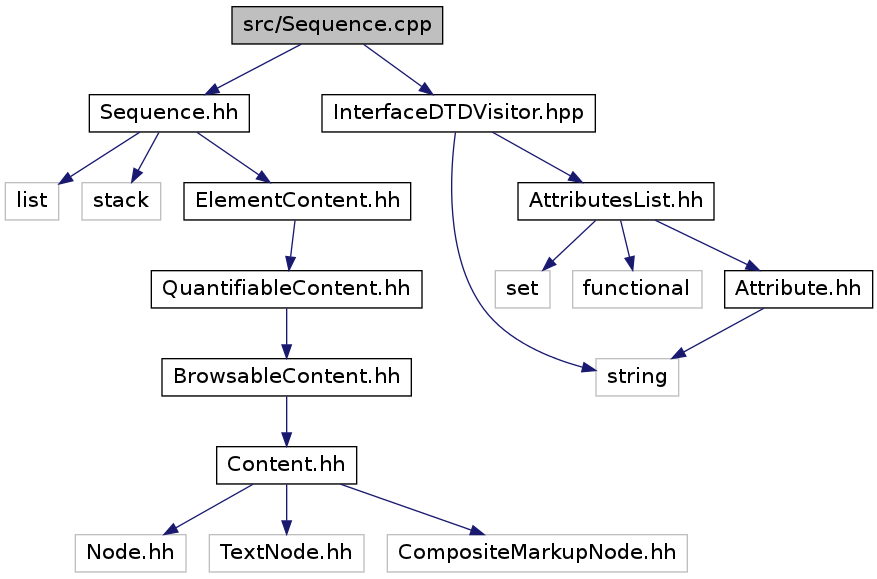 src/Sequence.cpp
Sequence.hh
InterfaceDTDVisitor.hpp
list
stack
ElementContent.hh
AttributesList.hh
QuantifiableContent.hh
set
functional
Attribute.hh
BrowsableContent.hh
string
Content.hh
Node.hh
TextNode.hh
CompositeMarkupNode.hh